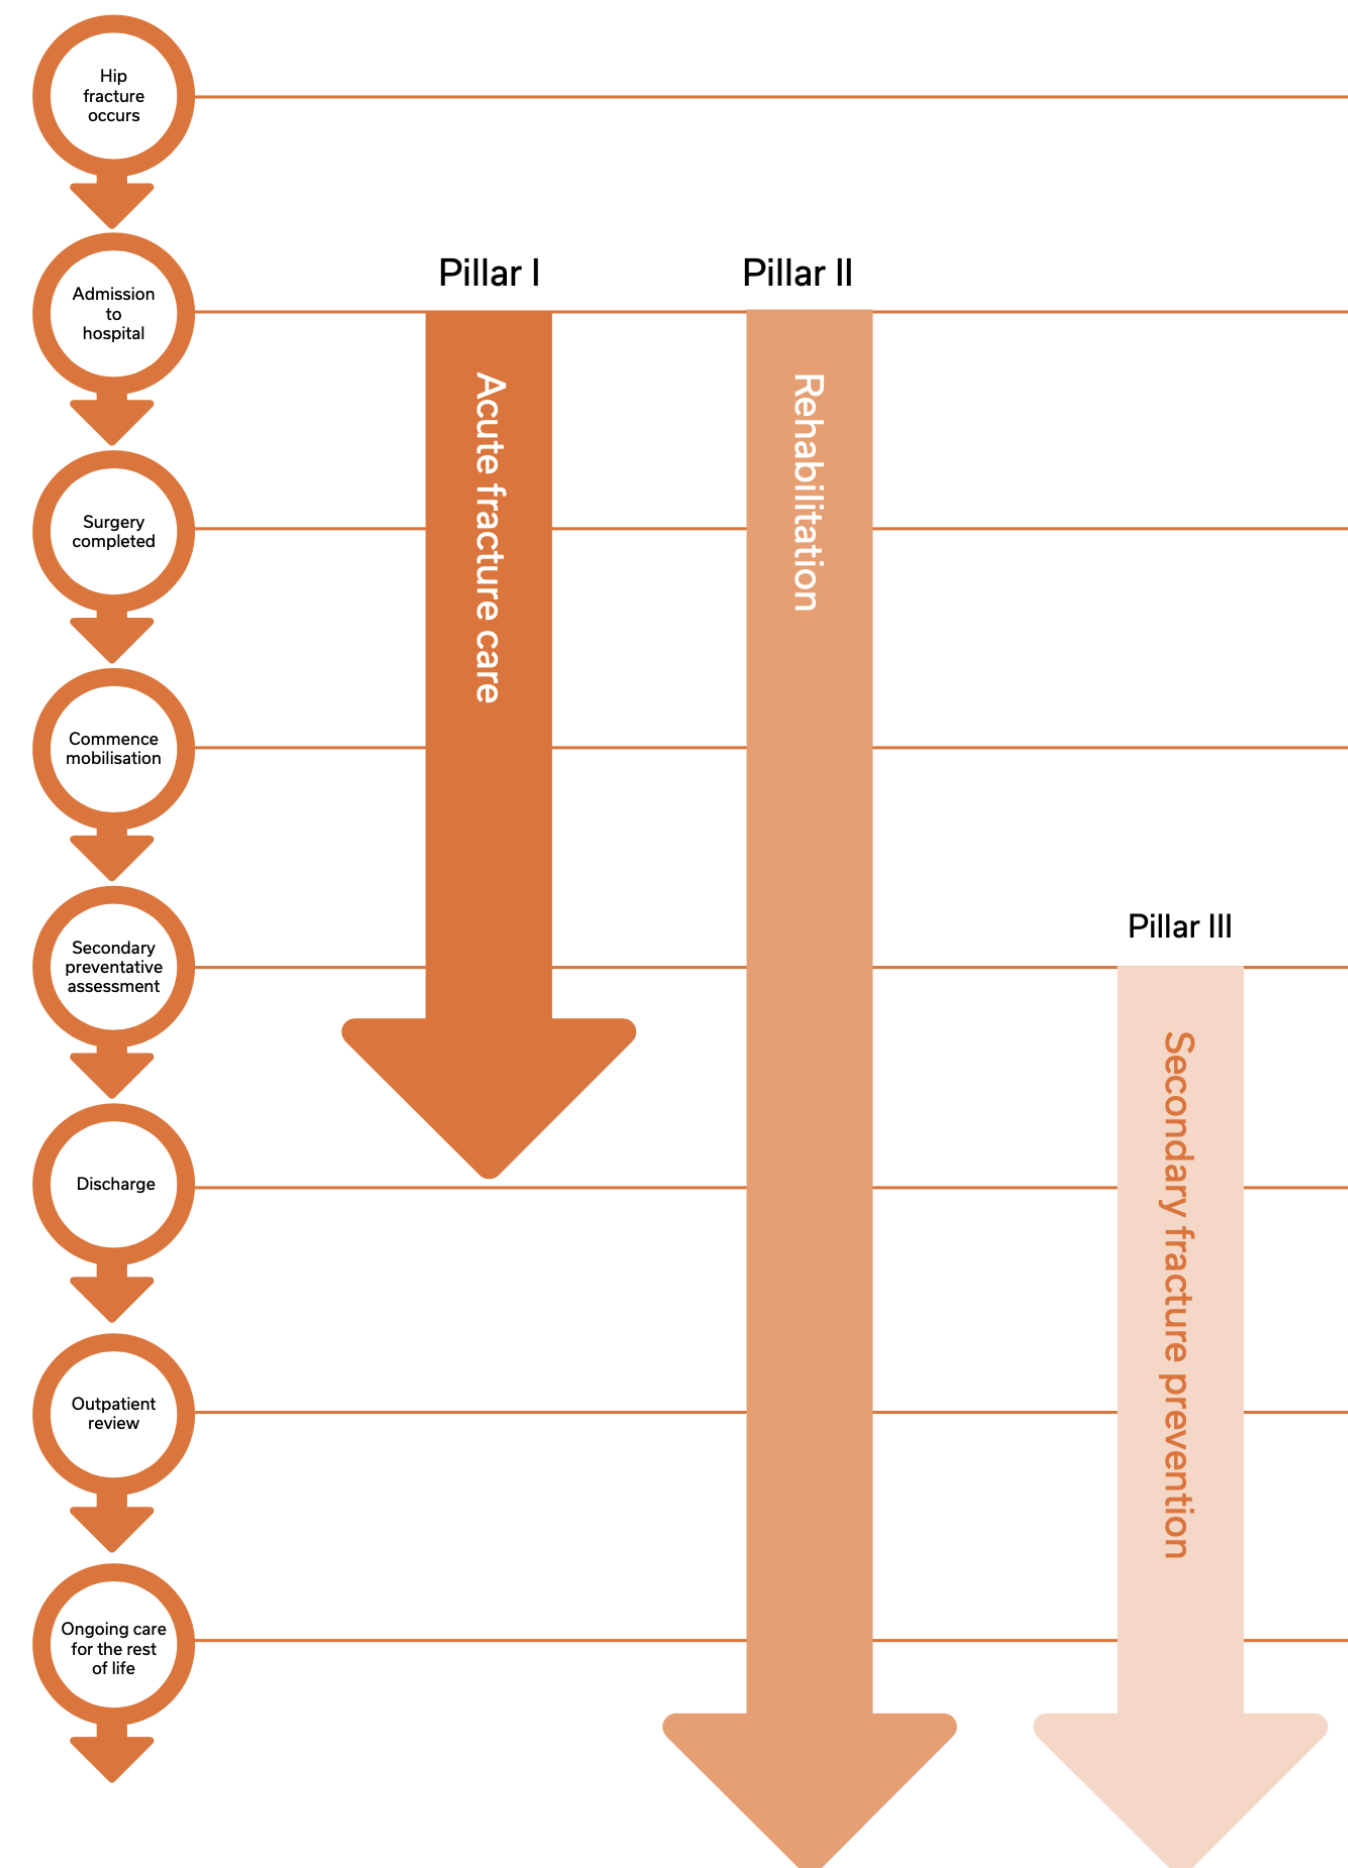 Hip
fracture
occurs
Admission
to
hospital
Pillar I
Pillar II
Acute fracture care
Rehabilitation
Surgery
completed
Commence
mobilisation
Secondary
preventative
assessment
Pillar III
Secondary fracture prevention
Discharge
Outpatient
review
Ongoing care
for the rest
of life